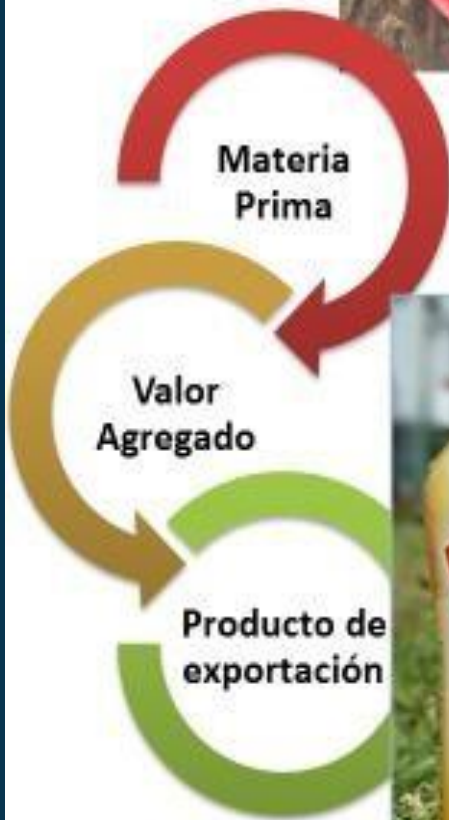 Materia
Prima
Valor
Agregado
Producto de
exportación